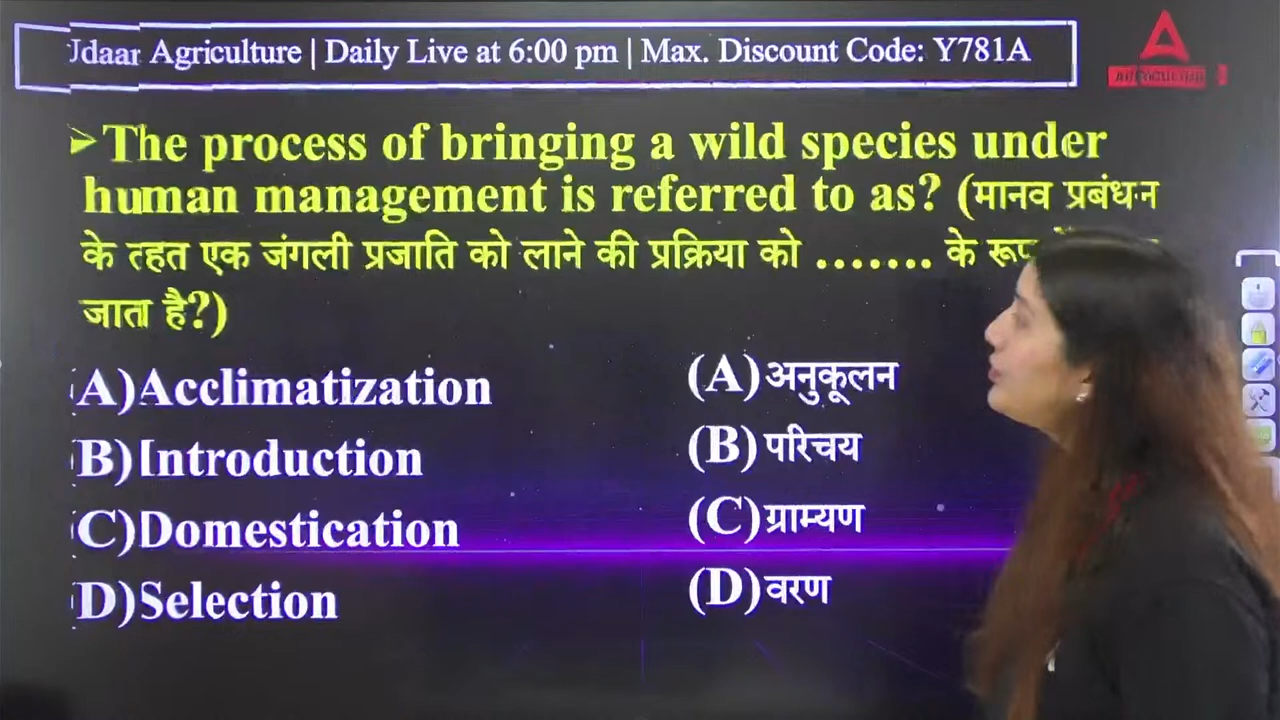 Udaan Agriculture | Daily Live at 6:00 pm | Max. Discount Code: Y781A
➢The process of bringing a wild species under
human management is referred to as? (मानव प्रबंधन
के तहत एक जंगली प्रजाति को लाने की प्रक्रिया को ....... के रूप
जाता है?)
A)Acclimatization
(A)अनुकूलन
B)Introduction
(B)परिचय
C)Domestication
(C)ग्राम्यण
D)Selection
(D)वरण